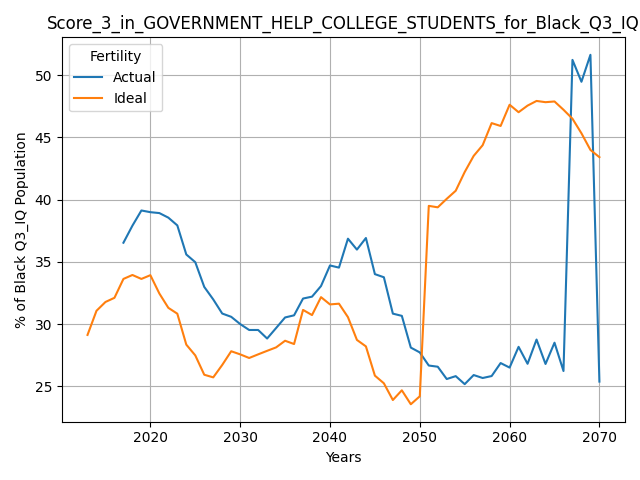 Score_3_in_GOVERNMENT_HELP_COLLEGE_STUDENTS_for_Black_Q3_IQ
Fertility
Actual
Ideal
50
45
40
35
30
25
% of Black Q3_IQ Population
2020 2030 2040 2050 2060 2070
Years